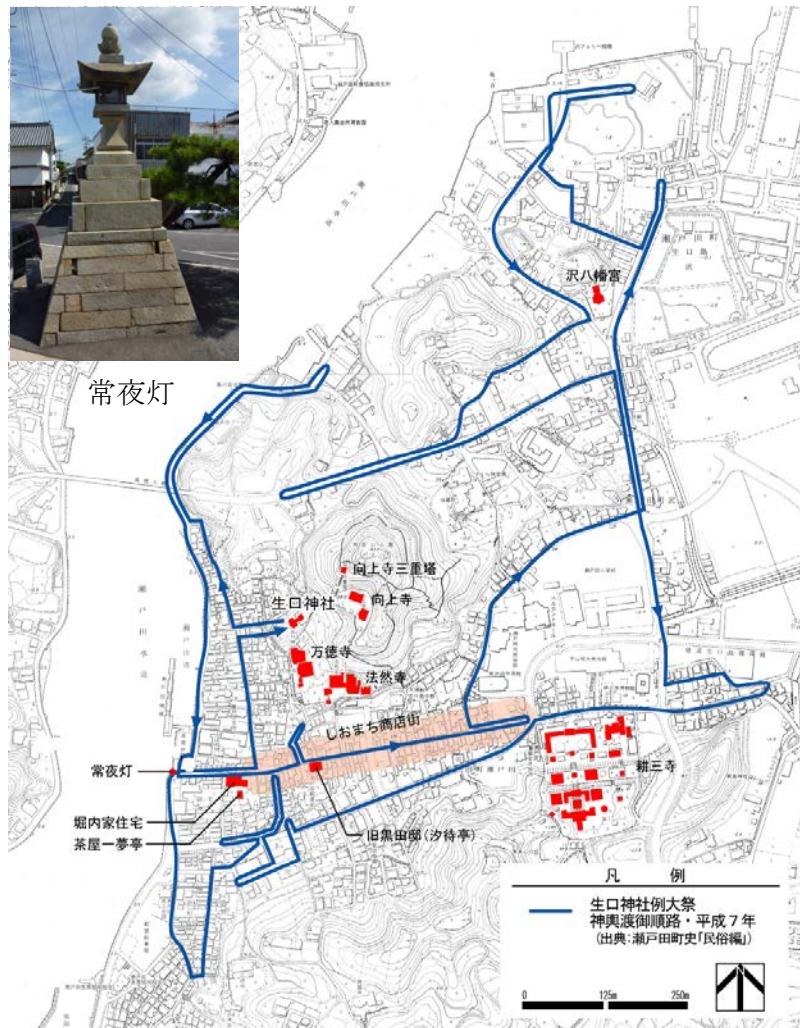 常夜灯
沢八幡宮
向上寺三重塔
生口神社
向上寺
万徳寺
法然寺
しおまち商店街
常夜灯
耕三寺
堀内家住宅
茶屋一夢亭
旧黒田邸(汐待亭)
凡 例
生口神社例大祭
神輿渡御順路・平成7年
(出典:瀬戸田町史「民俗編」)
0 125m 250m